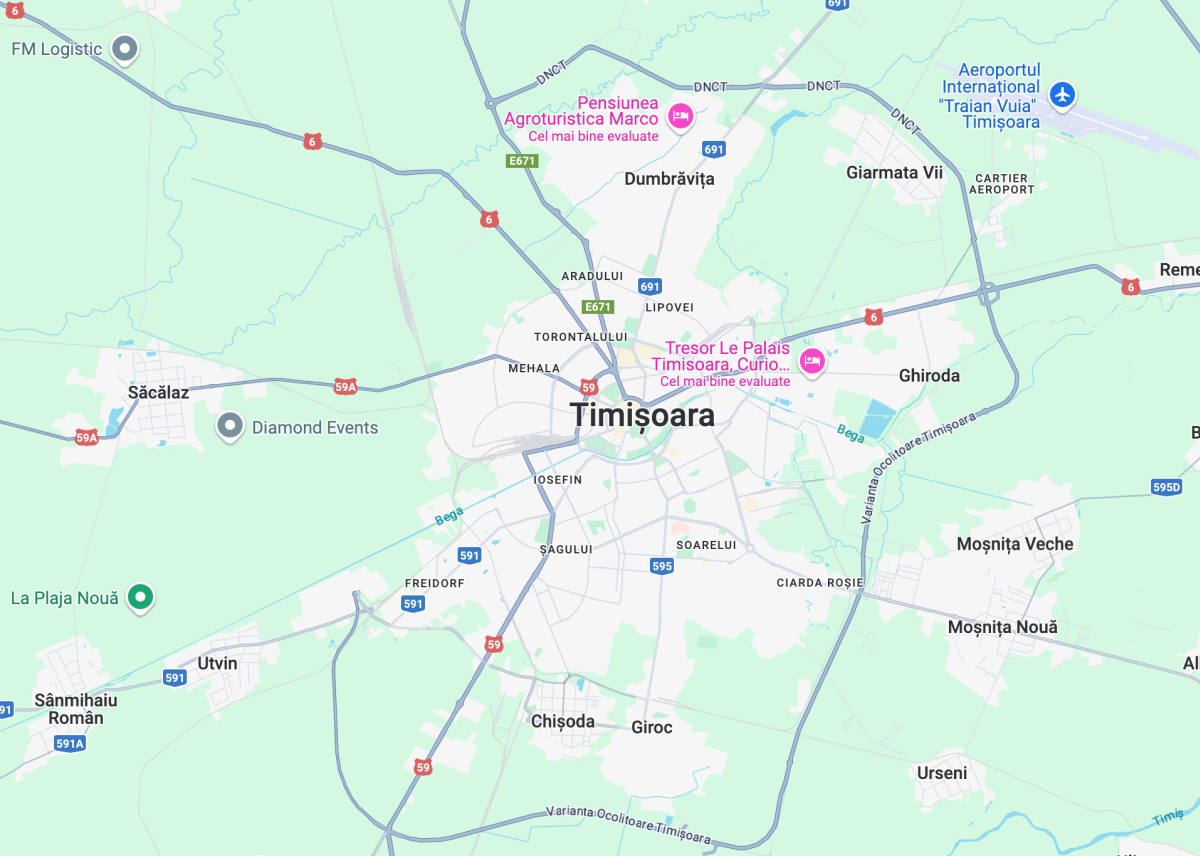 6
691
FM Logistic
DNCT
DNCT
DNCT
DNCT
Aeroportul
Internațional
"Traian Vuia"
Timișoara
Pensiunea
Agroturistica Marco
Cel mai bine evaluate
6
E671
691
Dumbrăvița
Giarmata Vii
CARTIER
AEROPORT
6
ARADULUI
691
Reme
6
E671
LIPOVEI
6
TORONTALULUI
Tresor Le Palais
Timisoara, Curio...
Cel mai bine evaluate
MEHALA
Ghiroda
Săcălaz
59A
59
Timișoara
59A
Diamond Events
Bega
Varianta Ocolitoare Timișoara
B
IOSEFIN
595D
Bega
ȘAGULUI
SOARELUI
Moșnița Veche
591
595
FREIDORF
CIARDA ROȘIE
La Plaja Nouă
591
Moșnița Nouă
59
Utvin
Al
591
Sânmihaiu
Român
91
591A
Chișoda
Giroc
59
Urseni
Varianta Ocolitoare Timișoara
Timiș